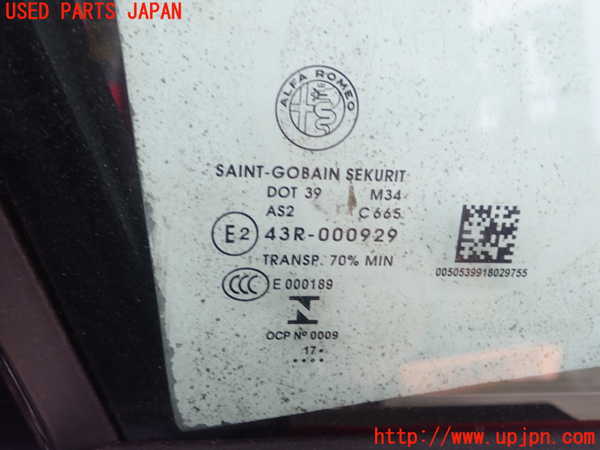 USED PARTS JAPAN
ALFA ROMEO
SAINT-GOBAIN SEKURIT
DOT 39 M34
AS2 C665
E2 43R-000929
TRANSP. 70% MIN
0050539918029755
CCC E 000189
N
OCP Nº 0009
17
http://www.upjpn.com/